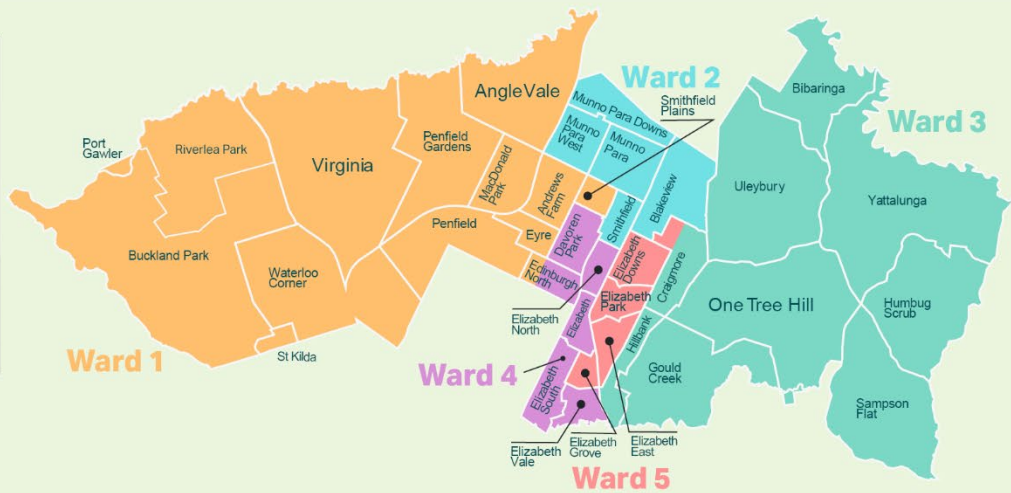 Ward 1
Port
Gawler
Riverlea Park
Buckland Park
Virginia
Waterloo
Corner
St Kilda
Penfield
Gardens
Angle Vale
MacDonald
Park
Andrews
Farm
Penfield
Eyre
Edinburgh
North
Ward 2
Smithfield
Plains
Munno Para Downs
Munno
Para
West
Munno
Para
Smithfield
Blakeview
Ward 3
Bibaringa
Uleybury
Yattalunga
Craigmore
One Tree Hill
Humbug
Scrub
Hillbank
Gould
Creek
Sampson
Flat
Ward 4
Davoren
Park
Elizabeth
North
Elizabeth
Elizabeth
South
Elizabeth
Vale
Ward 5
Elizabeth
Downs
Elizabeth
Park
Elizabeth
Grove
Elizabeth
East